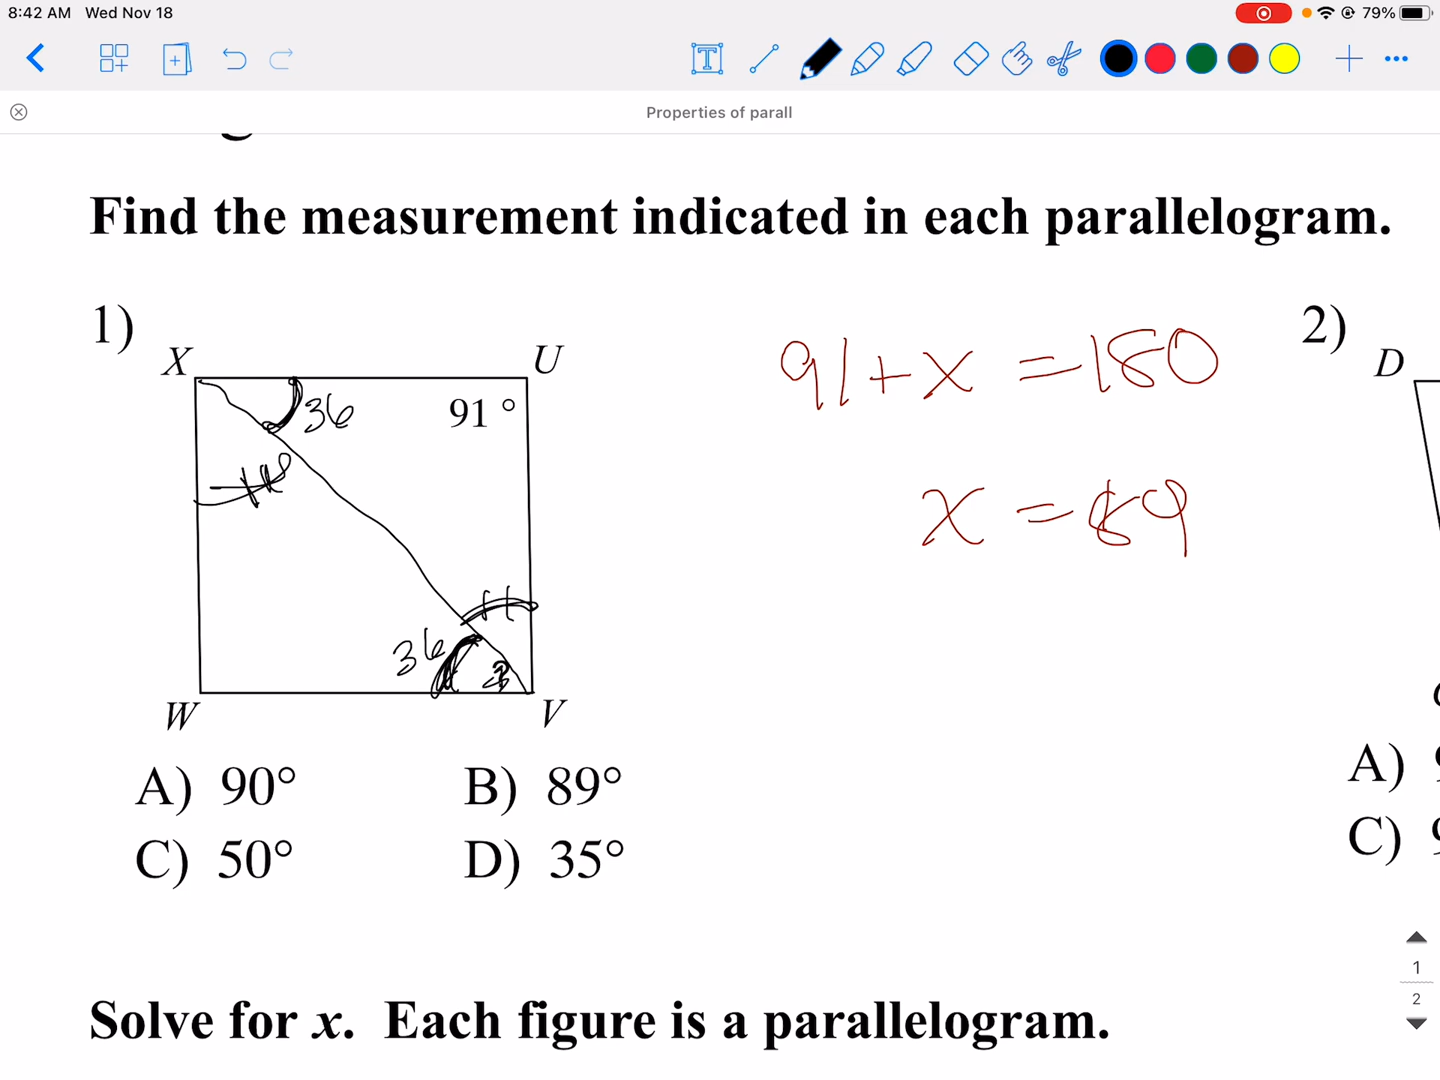 8:42 AM Wed Nov 18
79%
Properties of parall
Find the measurement indicated in each parallelogram.
1)
X
U
36
91 °
36
W
V
91 + x = 180
x = 89
2)
D
A) 90°
B) 89°
C) 50°
D) 35°
A)
C)
1
2
Solve for x. Each figure is a parallelogram.